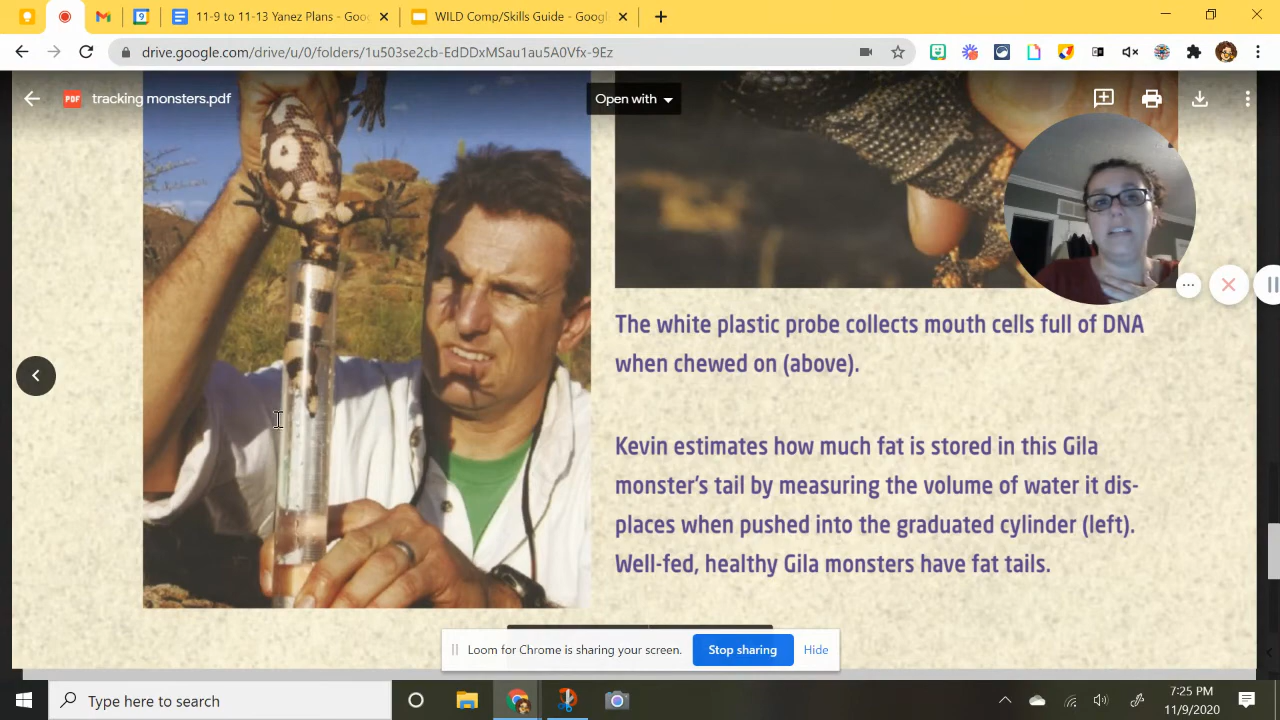 11-9 to 11-13 Yanez Plans - Goo
WILD Comp/Skills Guide - Googl
drive.google.com/drive/u/0/folders/1u503se2cb-EdDDxMSau1au5A0Vfx-9Ez
PDF tracking monsters.pdf
Open with
The white plastic probe collects mouth cells full of DNA
when chewed on (above).
Kevin estimates how much fat is stored in this Gila
monster's tail by measuring the volume of water it dis-
places when pushed into the graduated cylinder (left).
Well-fed, healthy Gila monsters have fat tails.
Loom for Chrome is sharing your screen.
Stop sharing
Hide
Type here to search
7:25 PM
11/9/2020